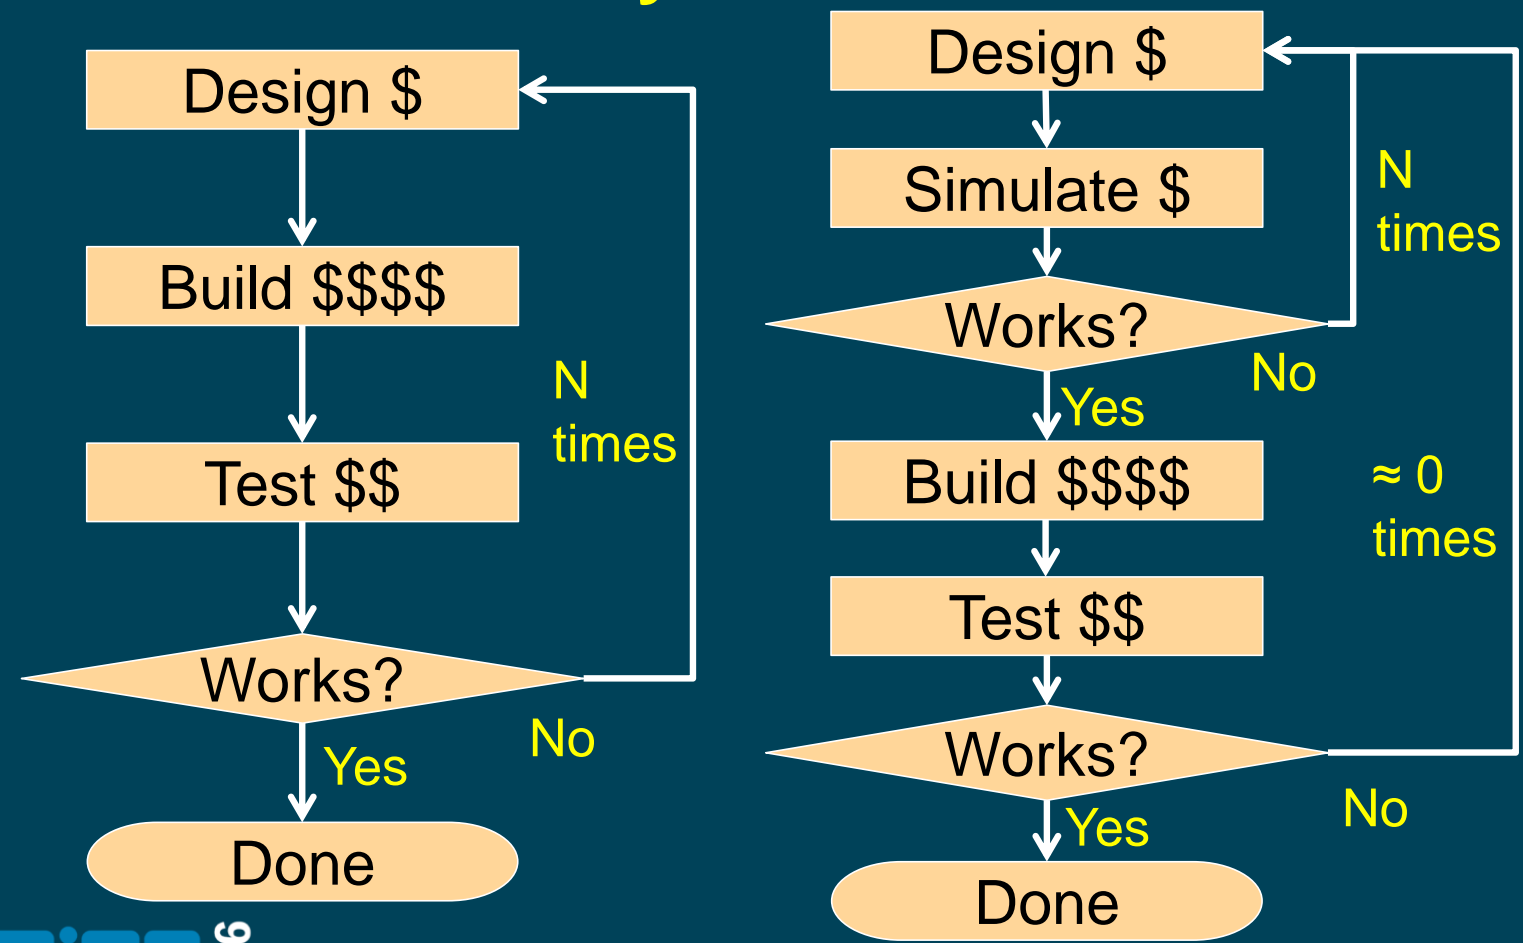 Design $
Build $$$$
Test $$
Works?
N
times
No
Yes
Done
Design $
Simulate $
Works?
N
times
No
Yes
Build $$$$
Test $$
Works?
≈ 0
times
No
Yes
Done